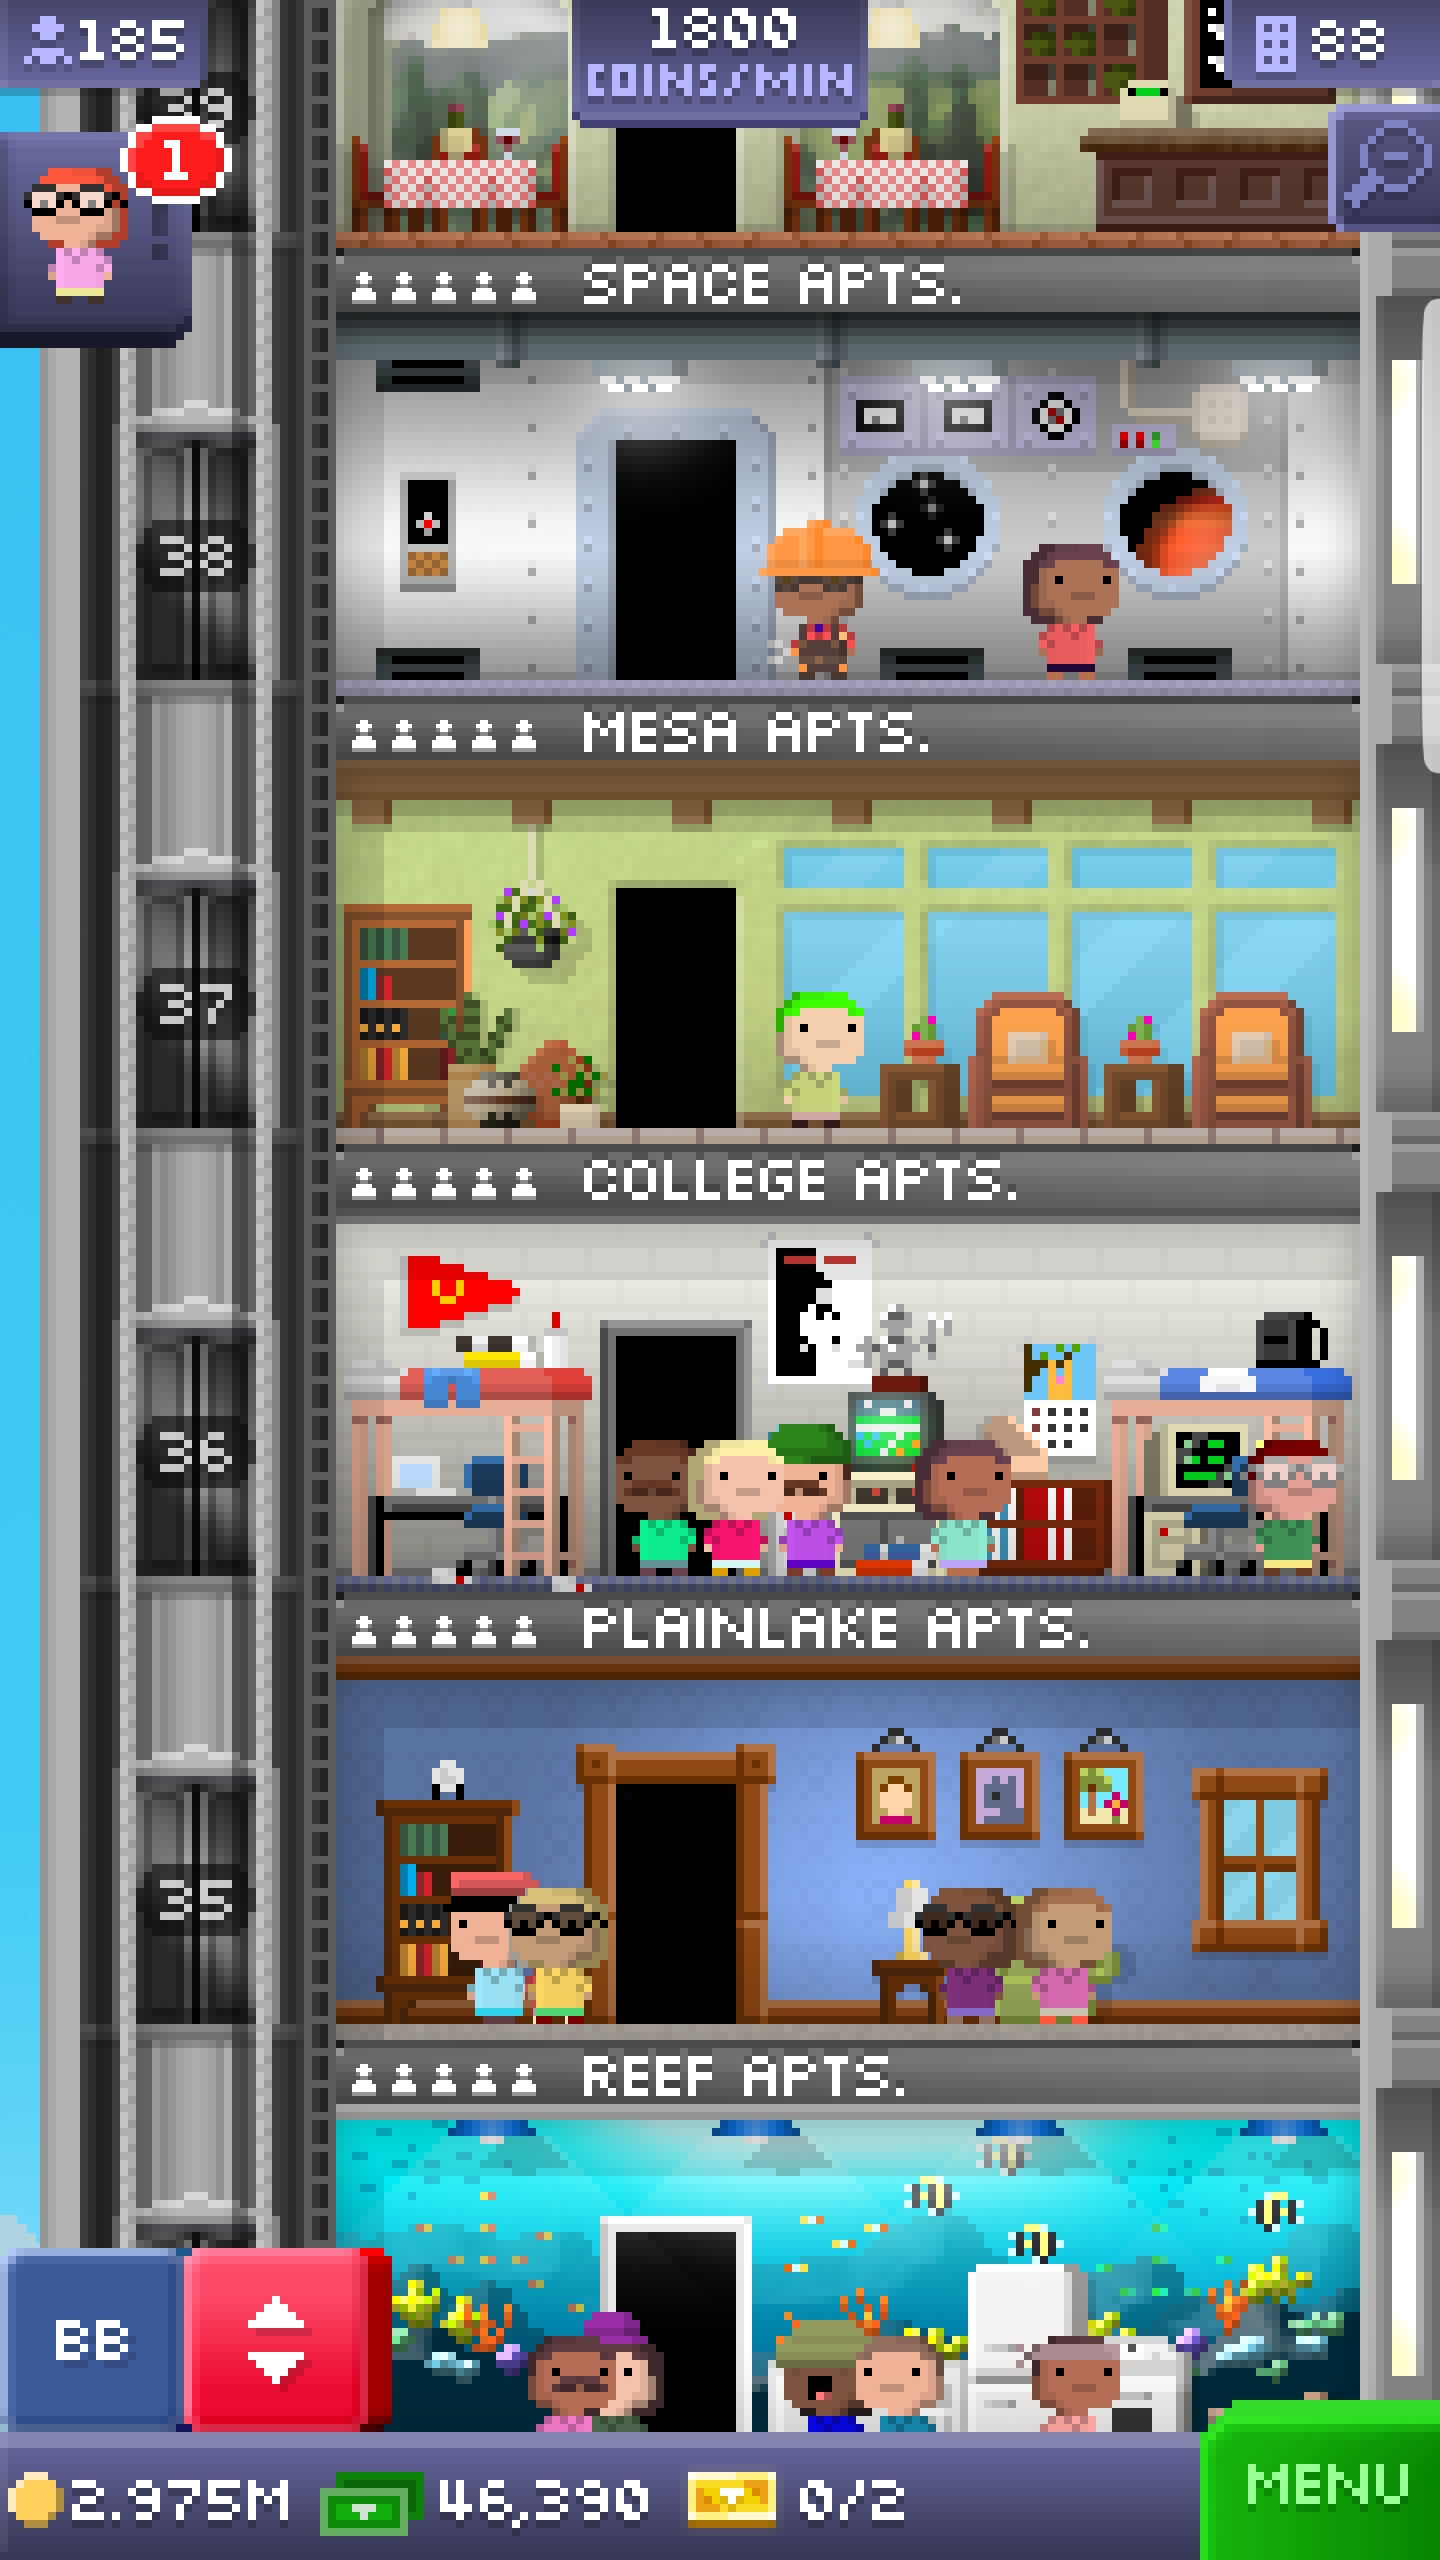 185
1800
COINS/MIN
88
39
1
SPACE APTS.
38
MESA APTS.
37
COLLEGE APTS.
36
PLAINLAKE APTS.
35
REEF APTS.
BB
2.975M
46,390
0/2
MENU